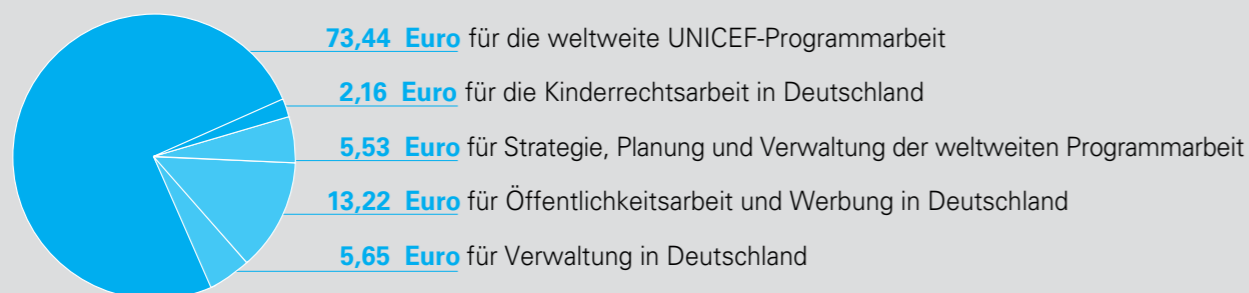 73,44 Euro für die weltweite UNICEF-Programmarbeit
2,16 Euro für die Kinderrechtsarbeit in Deutschland
5,53 Euro für Strategie, Planung und Verwaltung der weltweiten Programmarbeit
13,22 Euro für Öffentlichkeitsarbeit und Werbung in Deutschland
5,65 Euro für Verwaltung in Deutschland